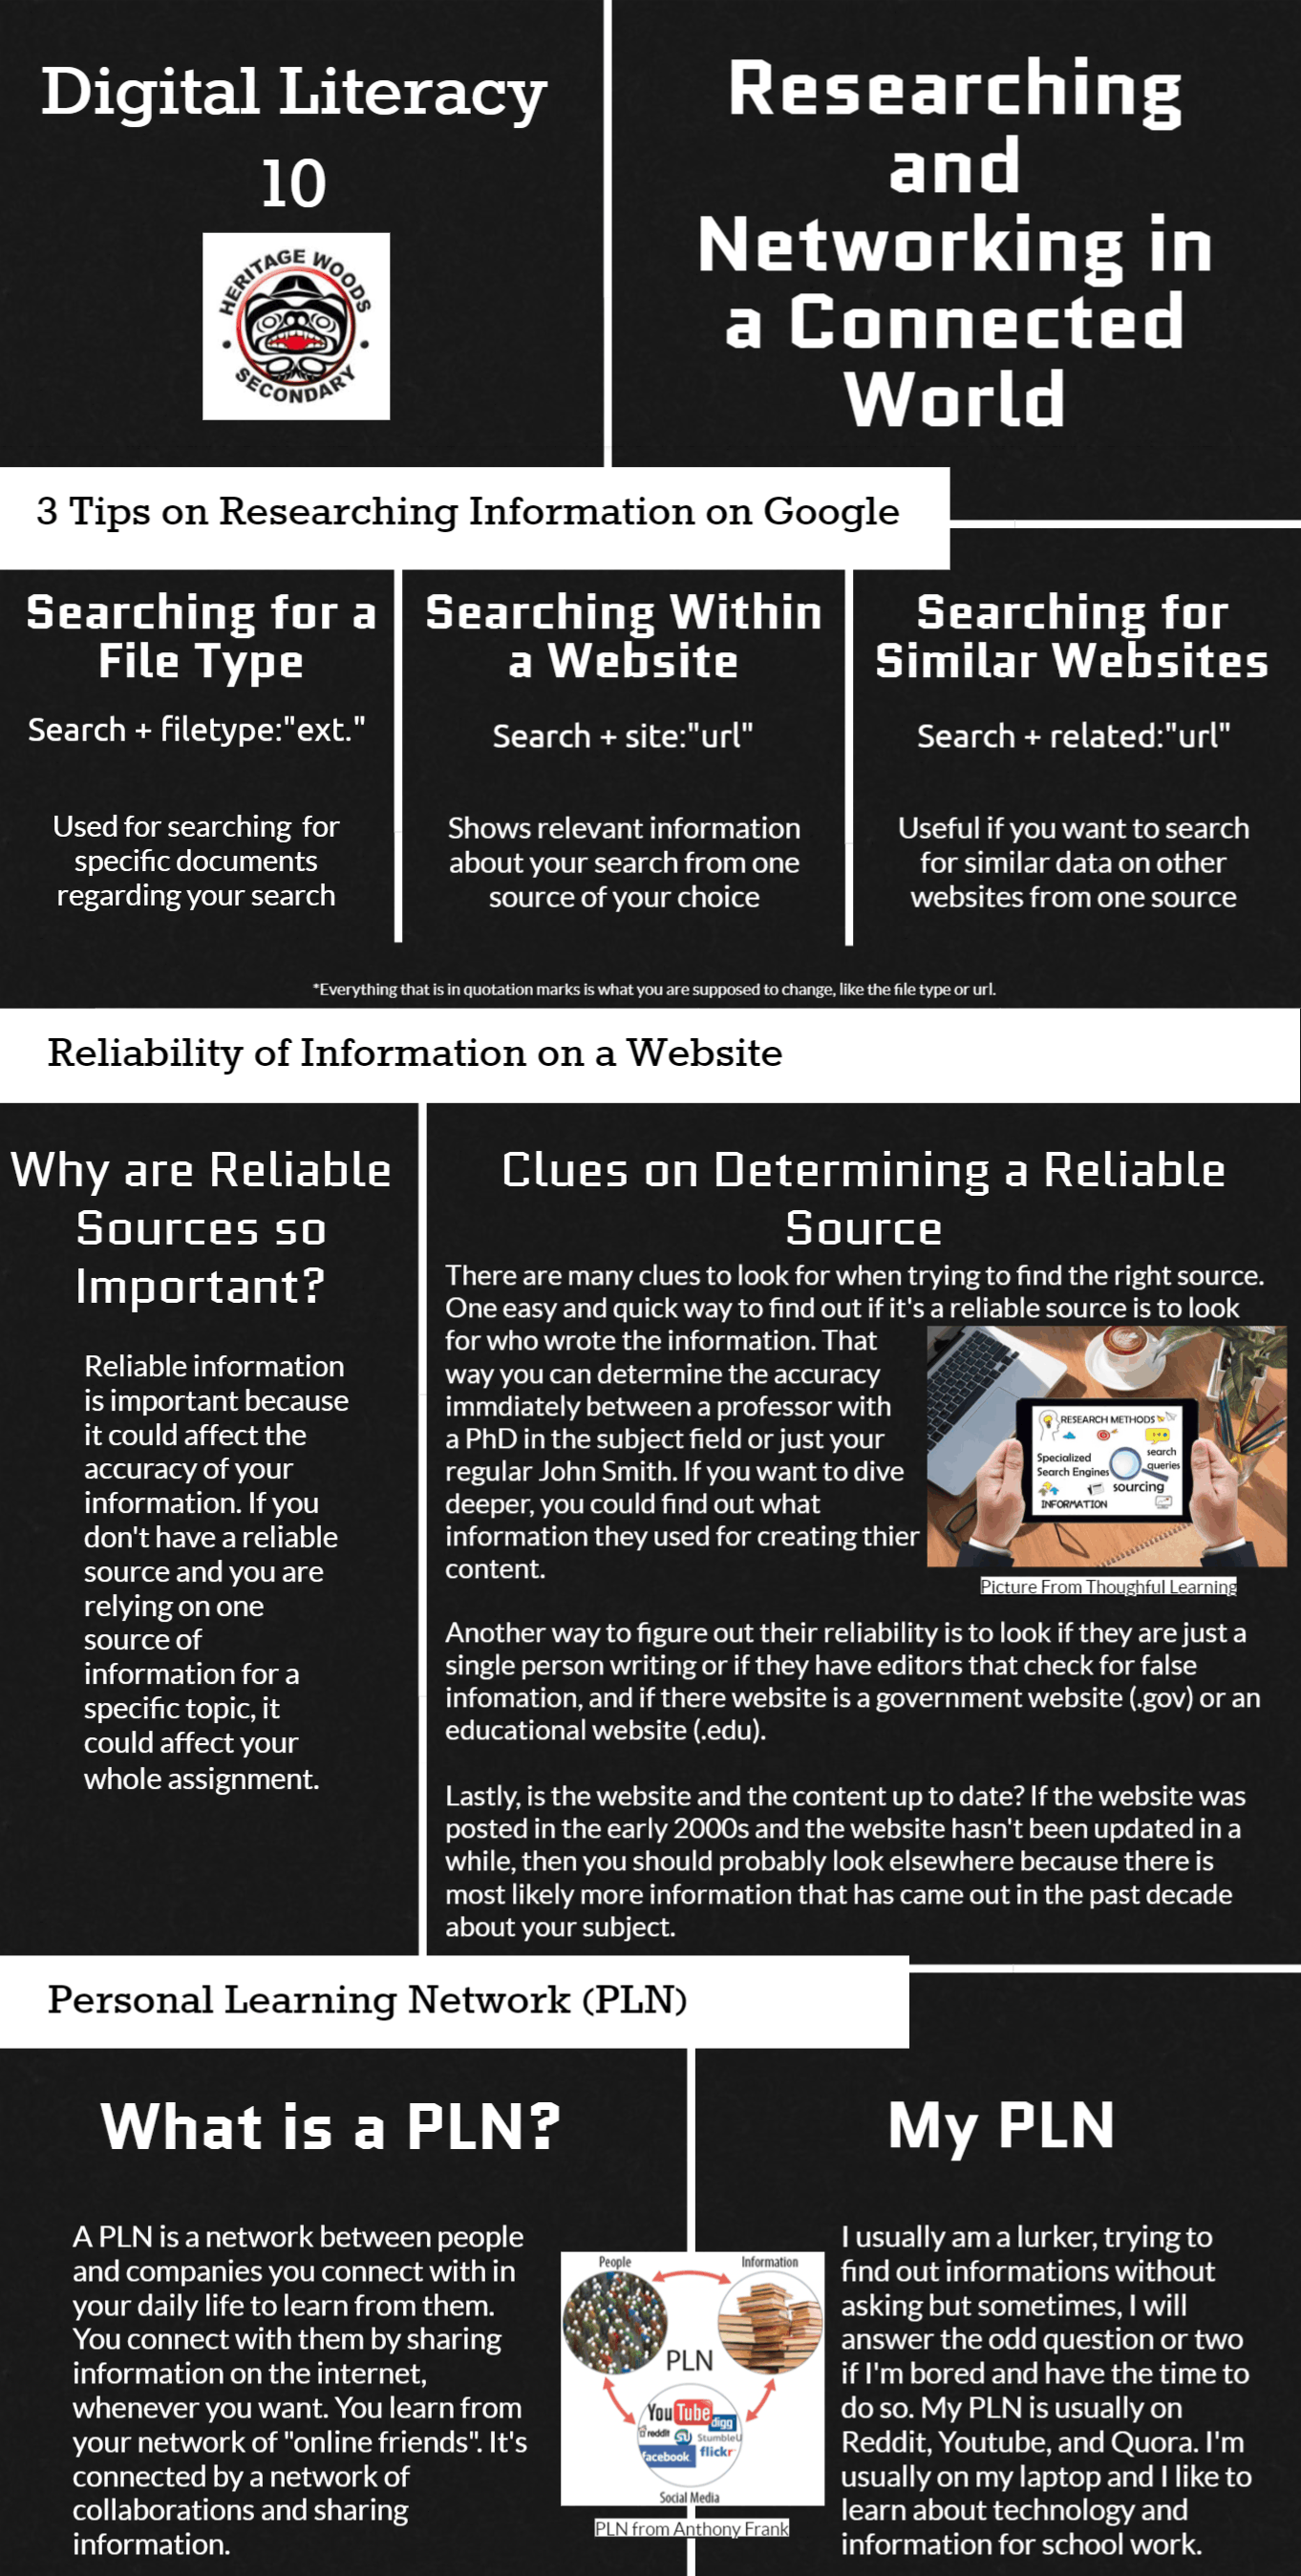 Digital Literacy
10
HERITAGE WOODS
SECONDARY
Researching
and
Networking in
a Connected
World
3 Tips on Researching Information on Google
Searching for a
File Type
Search + filetype:"ext."
Used for searching for
specific documents
regarding your search
Searching Within
a Website
Search + site:"url"
Shows relevant information
about your search from one
source of your choice
Searching for
Similar Websites
Search + related:"url"
Useful if you want to search
for similar data on other
websites from one source
*Everything that is in quotation marks is what you are supposed to change, like the file type or url.
Reliability of Information on a Website
Why are Reliable
Sources so
Important?
Reliable information
is important because
it could affect the
accuracy of your
information. If you
don't have a reliable
source and you are
relying on one
source of
information for a
specific topic, it
could affect your
whole assignment.
Clues on Determining a Reliable
Source
There are many clues to look for when trying to find the right source.
One easy and quick way to find out if it's a reliable source is to look
for who wrote the information. That
way you can determine the accuracy
immdiately between a professor with
a PhD in the subject field or just your
regular John Smith. If you want to dive
deeper, you could find out what
information they used for creating thier
content.
RESEARCH METHODS
Specialized
Search Engines
search
queries
sourcing
INFORMATION
Picture From Thoughful Learning
Another way to figure out their reliability is to look if they are just a
single person writing or if they have editors that check for false
infomation, and if there website is a government website (.gov) or an
educational website (.edu).
Lastly, is the website and the content up to date? If the website was
posted in the early 2000s and the website hasn't been updated in a
while, then you should probably look elsewhere because there is
most likely more information that has came out in the past decade
about your subject.
Personal Learning Network (PLN)
What is a PLN?
A PLN is a network between people
and companies you connect with in
your daily life to learn from them.
You connect with them by sharing
information on the internet,
whenever you want. You learn from
your network of "online friends". It's
connected by a network of
collaborations and sharing
information.
People
Information
PLN
YouTube
digg
reddit
StumbleU
facebook
flickr
Social Media
PLN from Anthony Frank
My PLN
I usually am a lurker, trying to
find out informations without
asking but sometimes, I will
answer the odd question or two
if I'm bored and have the time to
do so. My PLN is usually on
Reddit, Youtube, and Quora. I'm
usually on my laptop and I like to
learn about technology and
information for school work.